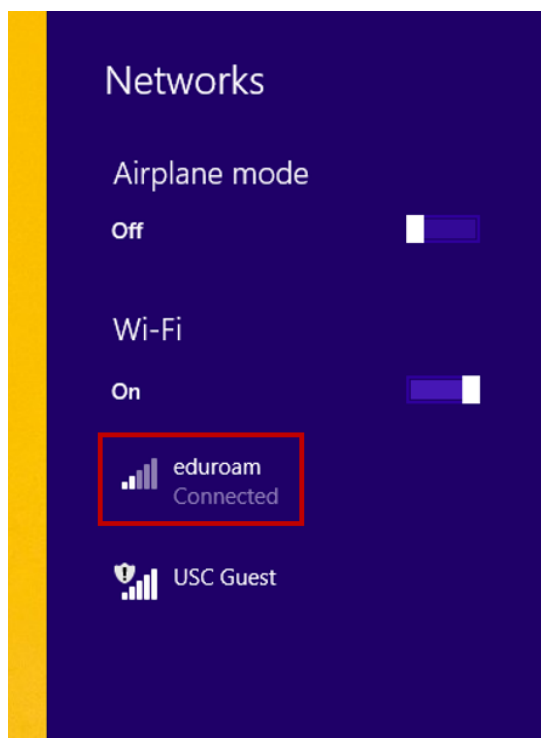 Networks
Airplane mode
Off
Wi-Fi
On
eduroam
Connected
USC Guest